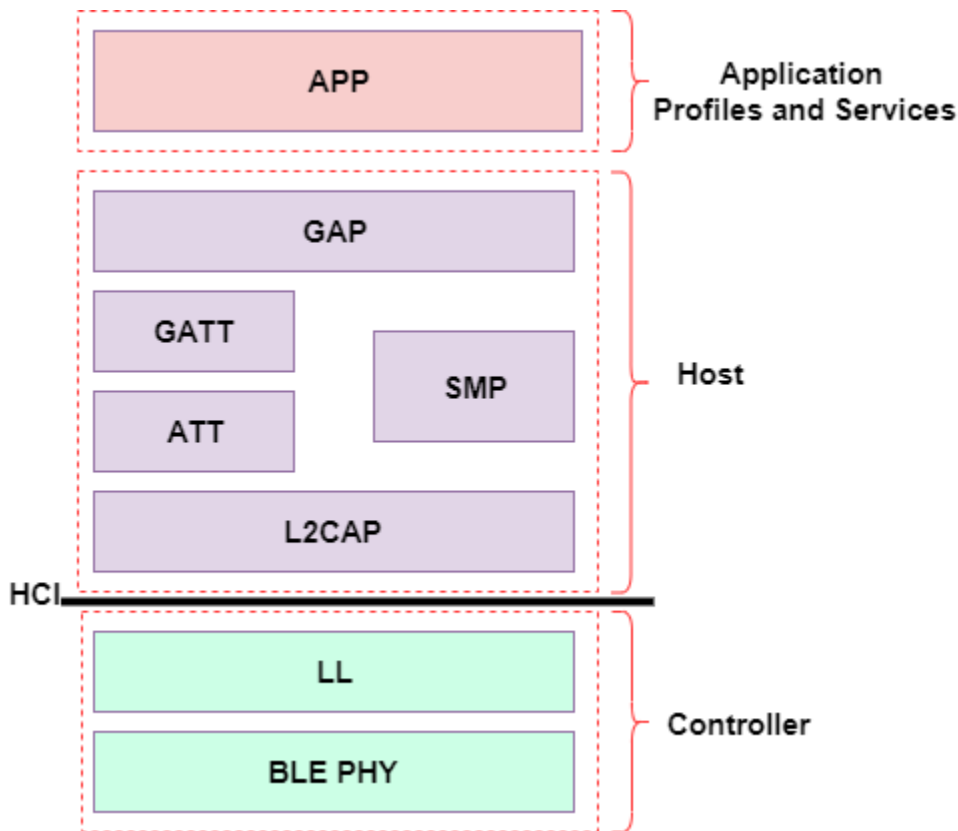 APP
Application
Profiles and Services
GAP
GATT
SMP
ATT
Host
L2CAP
HCI
LL
BLE PHY
Controller